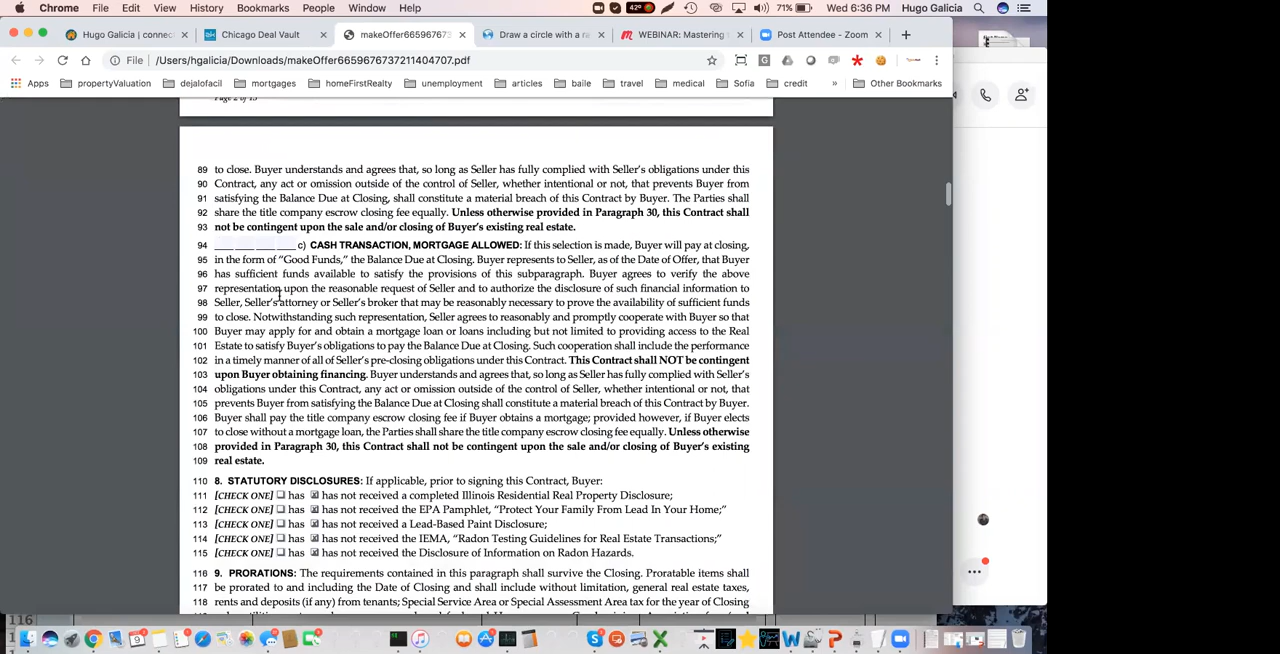 Chrome File Edit View History Bookmarks People Window Help 42° 71% Wed 6:36 PM Hugo Galicia
Hugo Galicia | connec Chicago Deal Vault makeOffer66596767372 Draw a circle with a ra WEBINAR: Mastering Post Attendee - Zoom
File /Users/hgalicia/Downloads/makeOffer6659676737211404707.pdf
Apps propertyValuation dejalofacil mortgages homeFirstRealty unemployment articles baile travel medical Sofia credit » Other Bookmarks
Page 2 of 13
89 to close. Buyer understands and agrees that, so long as Seller has fully complied with Seller's obligations under this
90 Contract, any act or omission outside of the control of Seller, whether intentional or not, that prevents Buyer from
91 satisfying the Balance Due at Closing, shall constitute a material breach of this Contract by Buyer. The Parties shall
92 share the title company escrow closing fee equally. Unless otherwise provided in Paragraph 30, this Contract shall
93 not be contingent upon the sale and/or closing of Buyer's existing real estate.
94 ____ ____ ____ ____ c) CASH TRANSACTION, MORTGAGE ALLOWED: If this selection is made, Buyer will pay at closing,
95 in the form of "Good Funds," the Balance Due at Closing. Buyer represents to Seller, as of the Date of Offer, that Buyer
96 has sufficient funds available to satisfy the provisions of this subparagraph. Buyer agrees to verify the above
97 representation upon the reasonable request of Seller and to authorize the disclosure of such financial information to
98 Seller, Seller's attorney or Seller's broker that may be reasonably necessary to prove the availability of sufficient funds
99 to close. Notwithstanding such representation, Seller agrees to reasonably and promptly cooperate with Buyer so that
100 Buyer may apply for and obtain a mortgage loan or loans including but not limited to providing access to the Real
101 Estate to satisfy Buyer's obligations to pay the Balance Due at Closing. Such cooperation shall include the performance
102 in a timely manner of all of Seller's pre-closing obligations under this Contract. This Contract shall NOT be contingent
103 upon Buyer obtaining financing. Buyer understands and agrees that, so long as Seller has fully complied with Seller's
104 obligations under this Contract, any act or omission outside of the control of Seller, whether intentional or not, that
105 prevents Buyer from satisfying the Balance Due at Closing shall constitute a material breach of this Contract by Buyer.
106 Buyer shall pay the title company escrow closing fee if Buyer obtains a mortgage; provided however, if Buyer elects
107 to close without a mortgage loan, the Parties shall share the title company escrow closing fee equally. Unless otherwise
108 provided in Paragraph 30, this Contract shall not be contingent upon the sale and/or closing of Buyer's existing
109 real estate.
110 8. STATUTORY DISCLOSURES: If applicable, prior to signing this Contract, Buyer:
111 [CHECK ONE] ☐ has ☒ has not received a completed Illinois Residential Real Property Disclosure;
112 [CHECK ONE] ☐ has ☒ has not received the EPA Pamphlet, "Protect Your Family From Lead In Your Home;"
113 [CHECK ONE] ☐ has ☒ has not received a Lead-Based Paint Disclosure;
114 [CHECK ONE] ☐ has ☒ has not received the IEMA, "Radon Testing Guidelines for Real Estate Transactions;"
115 [CHECK ONE] ☐ has ☒ has not received the Disclosure of Information on Radon Hazards.
116 9. PRORATIONS: The requirements contained in this paragraph shall survive the Closing. Proratable items shall
117 be prorated to and including the Date of Closing and shall include without limitation, general real estate taxes,
118 rents and deposits (if any) from tenants; Special Service Area or Special Assessment Area tax for the year of Closing
116